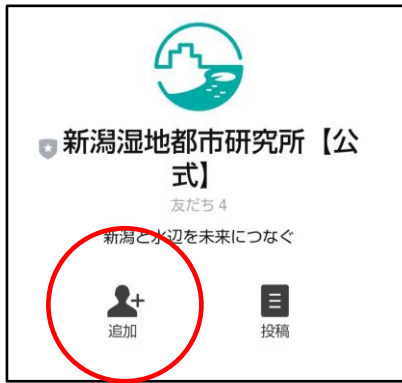 新潟湿地都市研究所【公
式】
友だち 4
新潟と水辺を未来につなぐ
追加
投稿